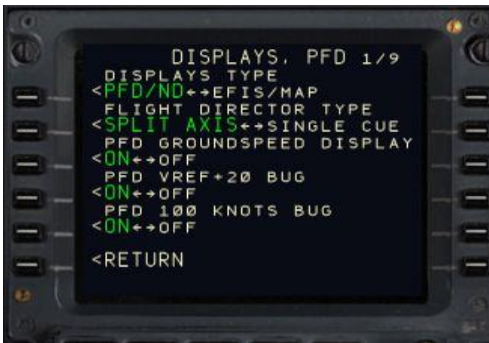 DISPLAYS, PFD 1/9
DISPLAYS TYPE
<PFD/ND←→EFIS/MAP
FLIGHT DIRECTOR TYPE
<SPLIT AXIS←→SINGLE CUE
PFD GROUNDSPEED DISPLAY
<ON←→OFF
PFD VREF+20 BUG
<ON←→OFF
PFD 100 KNOTS BUG
<ON←→OFF
<RETURN